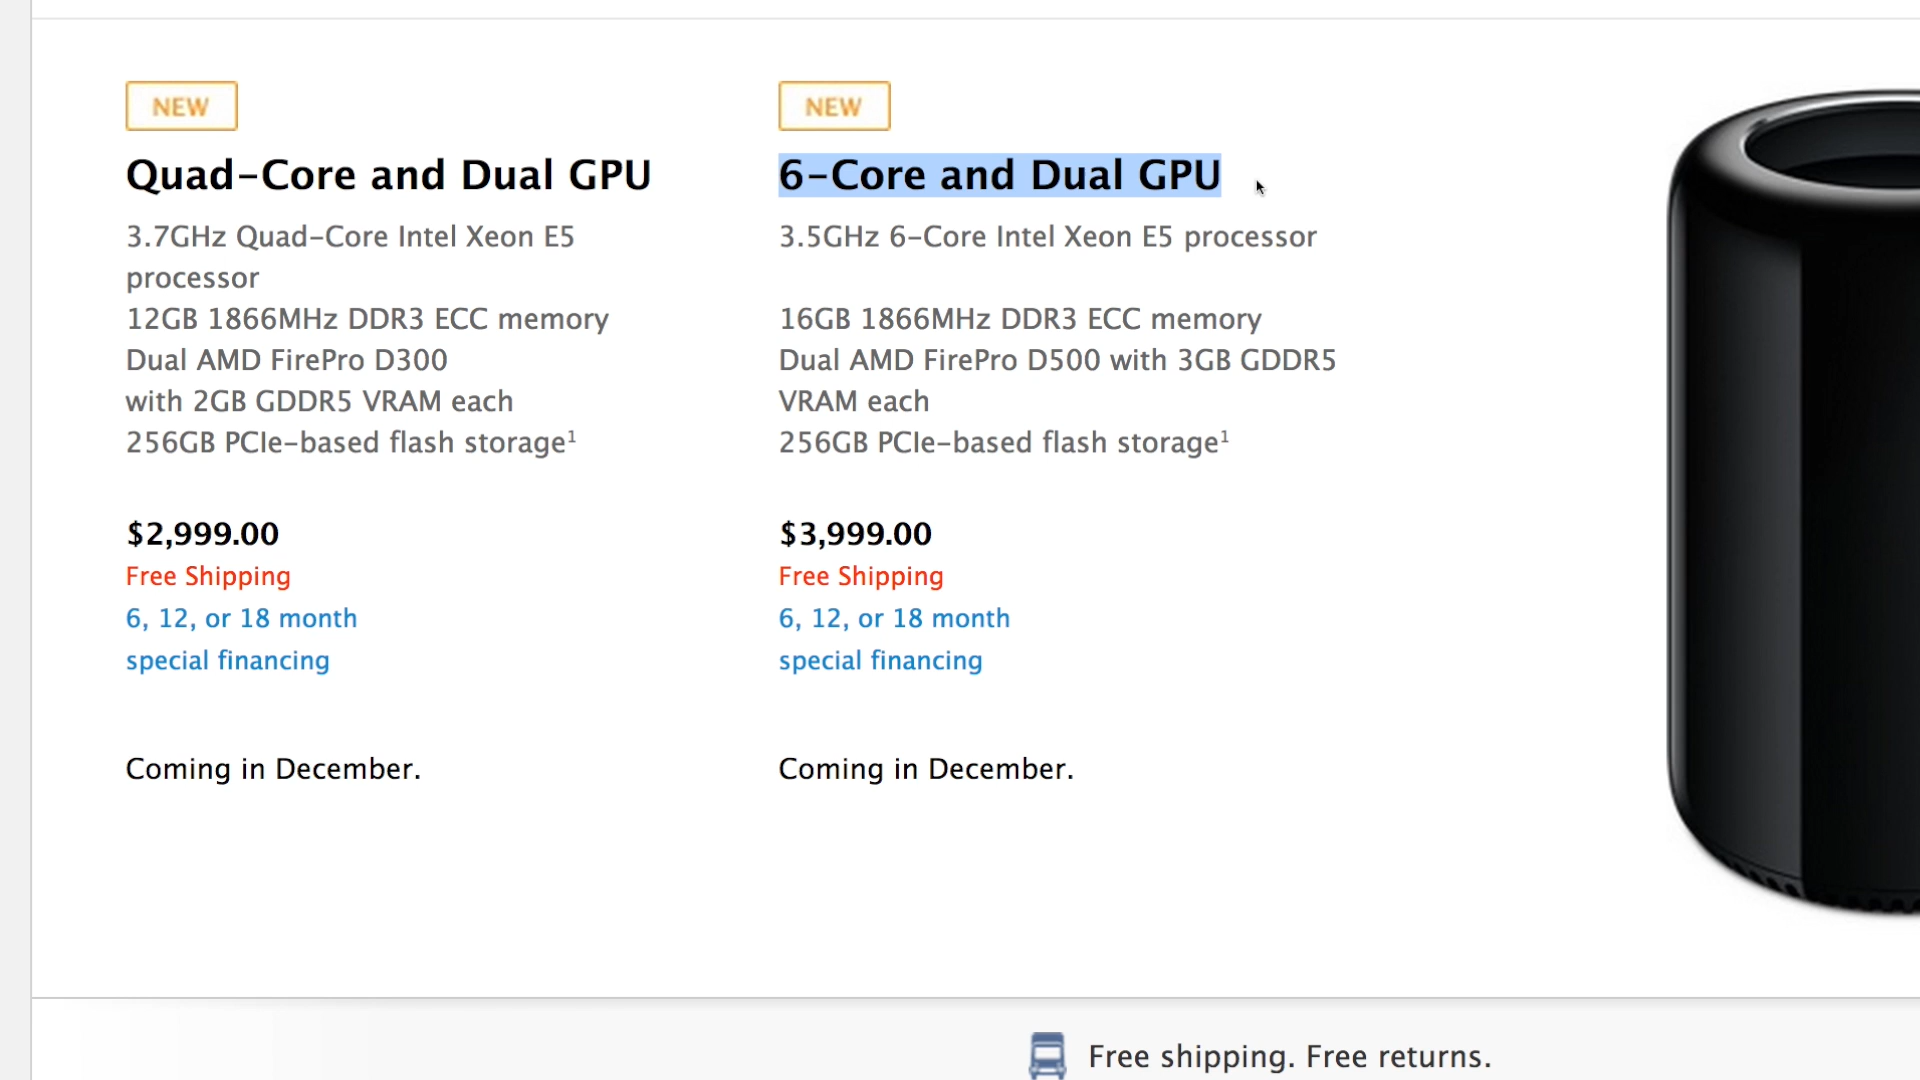 NEW
Quad-Core and Dual GPU
3.7GHz Quad-Core Intel Xeon E5
processor
12GB 1866MHz DDR3 ECC memory
Dual AMD FirePro D300
with 2GB GDDR5 VRAM each
256GB PCIe-based flash storage¹
$2,999.00
Free Shipping
6, 12, or 18 month
special financing
Coming in December.
NEW
6-Core and Dual GPU
3.5GHz 6-Core Intel Xeon E5 processor
16GB 1866MHz DDR3 ECC memory
Dual AMD FirePro D500 with 3GB GDDR5
VRAM each
256GB PCIe-based flash storage¹
$3,999.00
Free Shipping
6, 12, or 18 month
special financing
Coming in December.
Free shipping. Free returns.